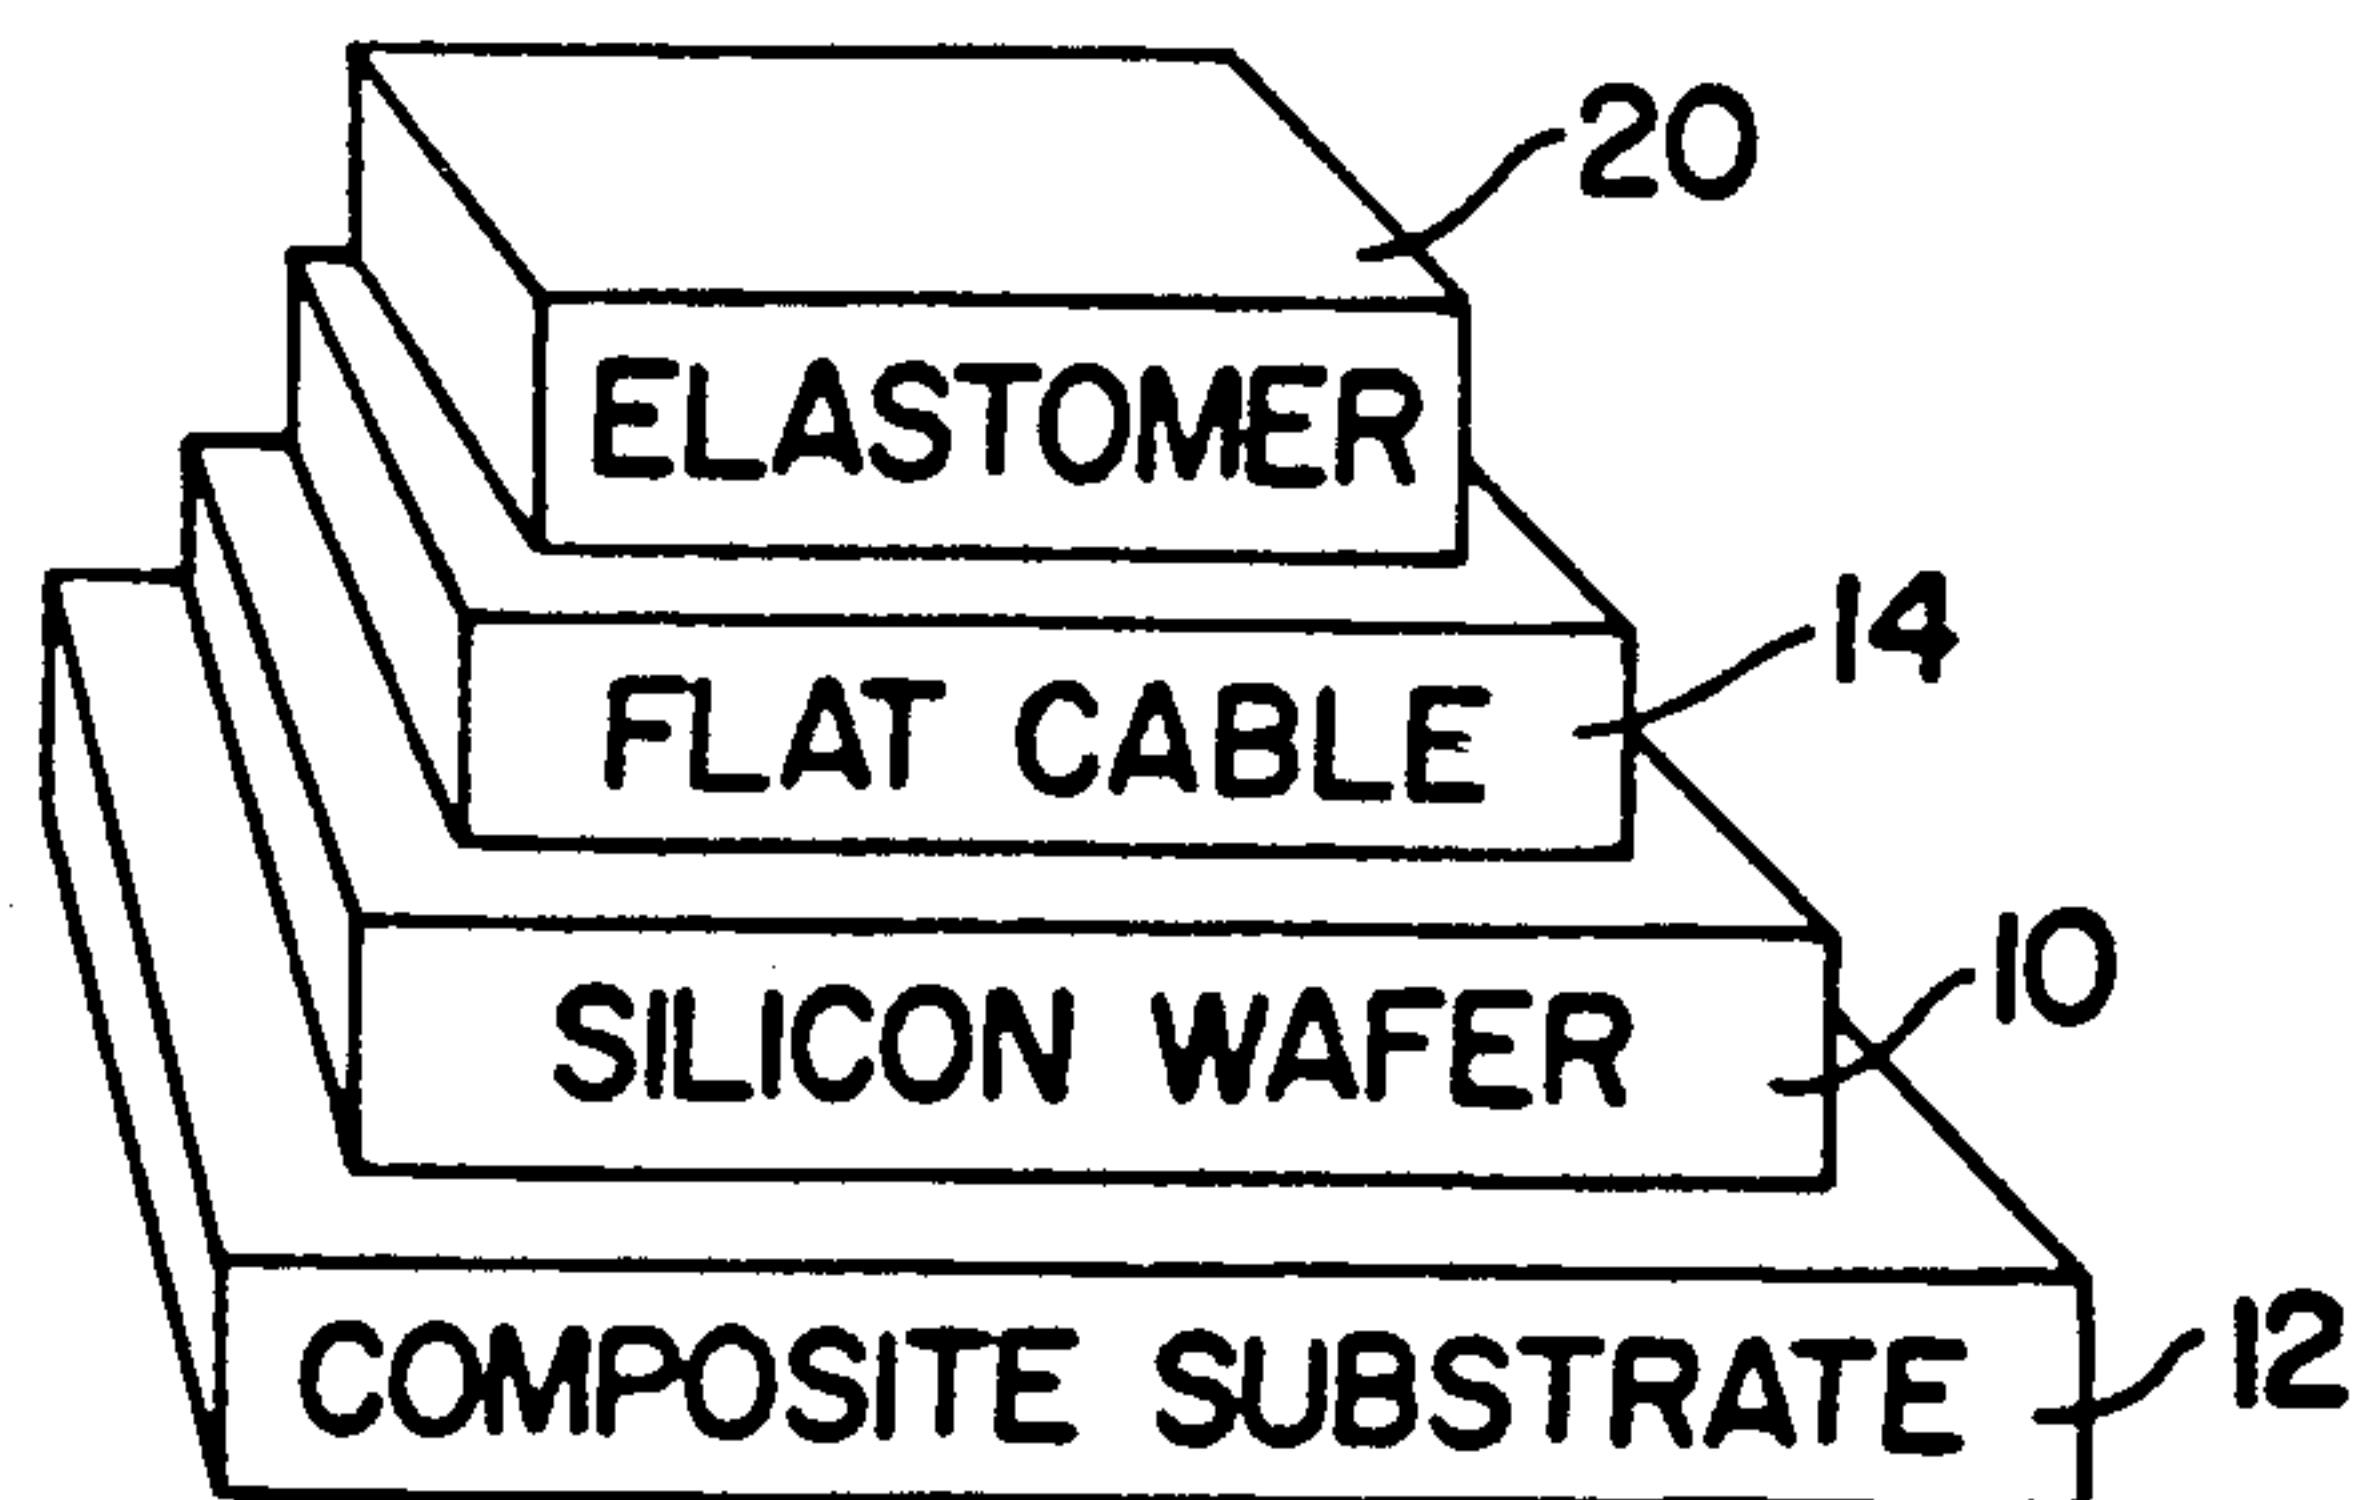 20
ELASTOMER
14
FLAT CABLE
10
SILICON WAFER
12
COMPOSITE SUBSTRATE